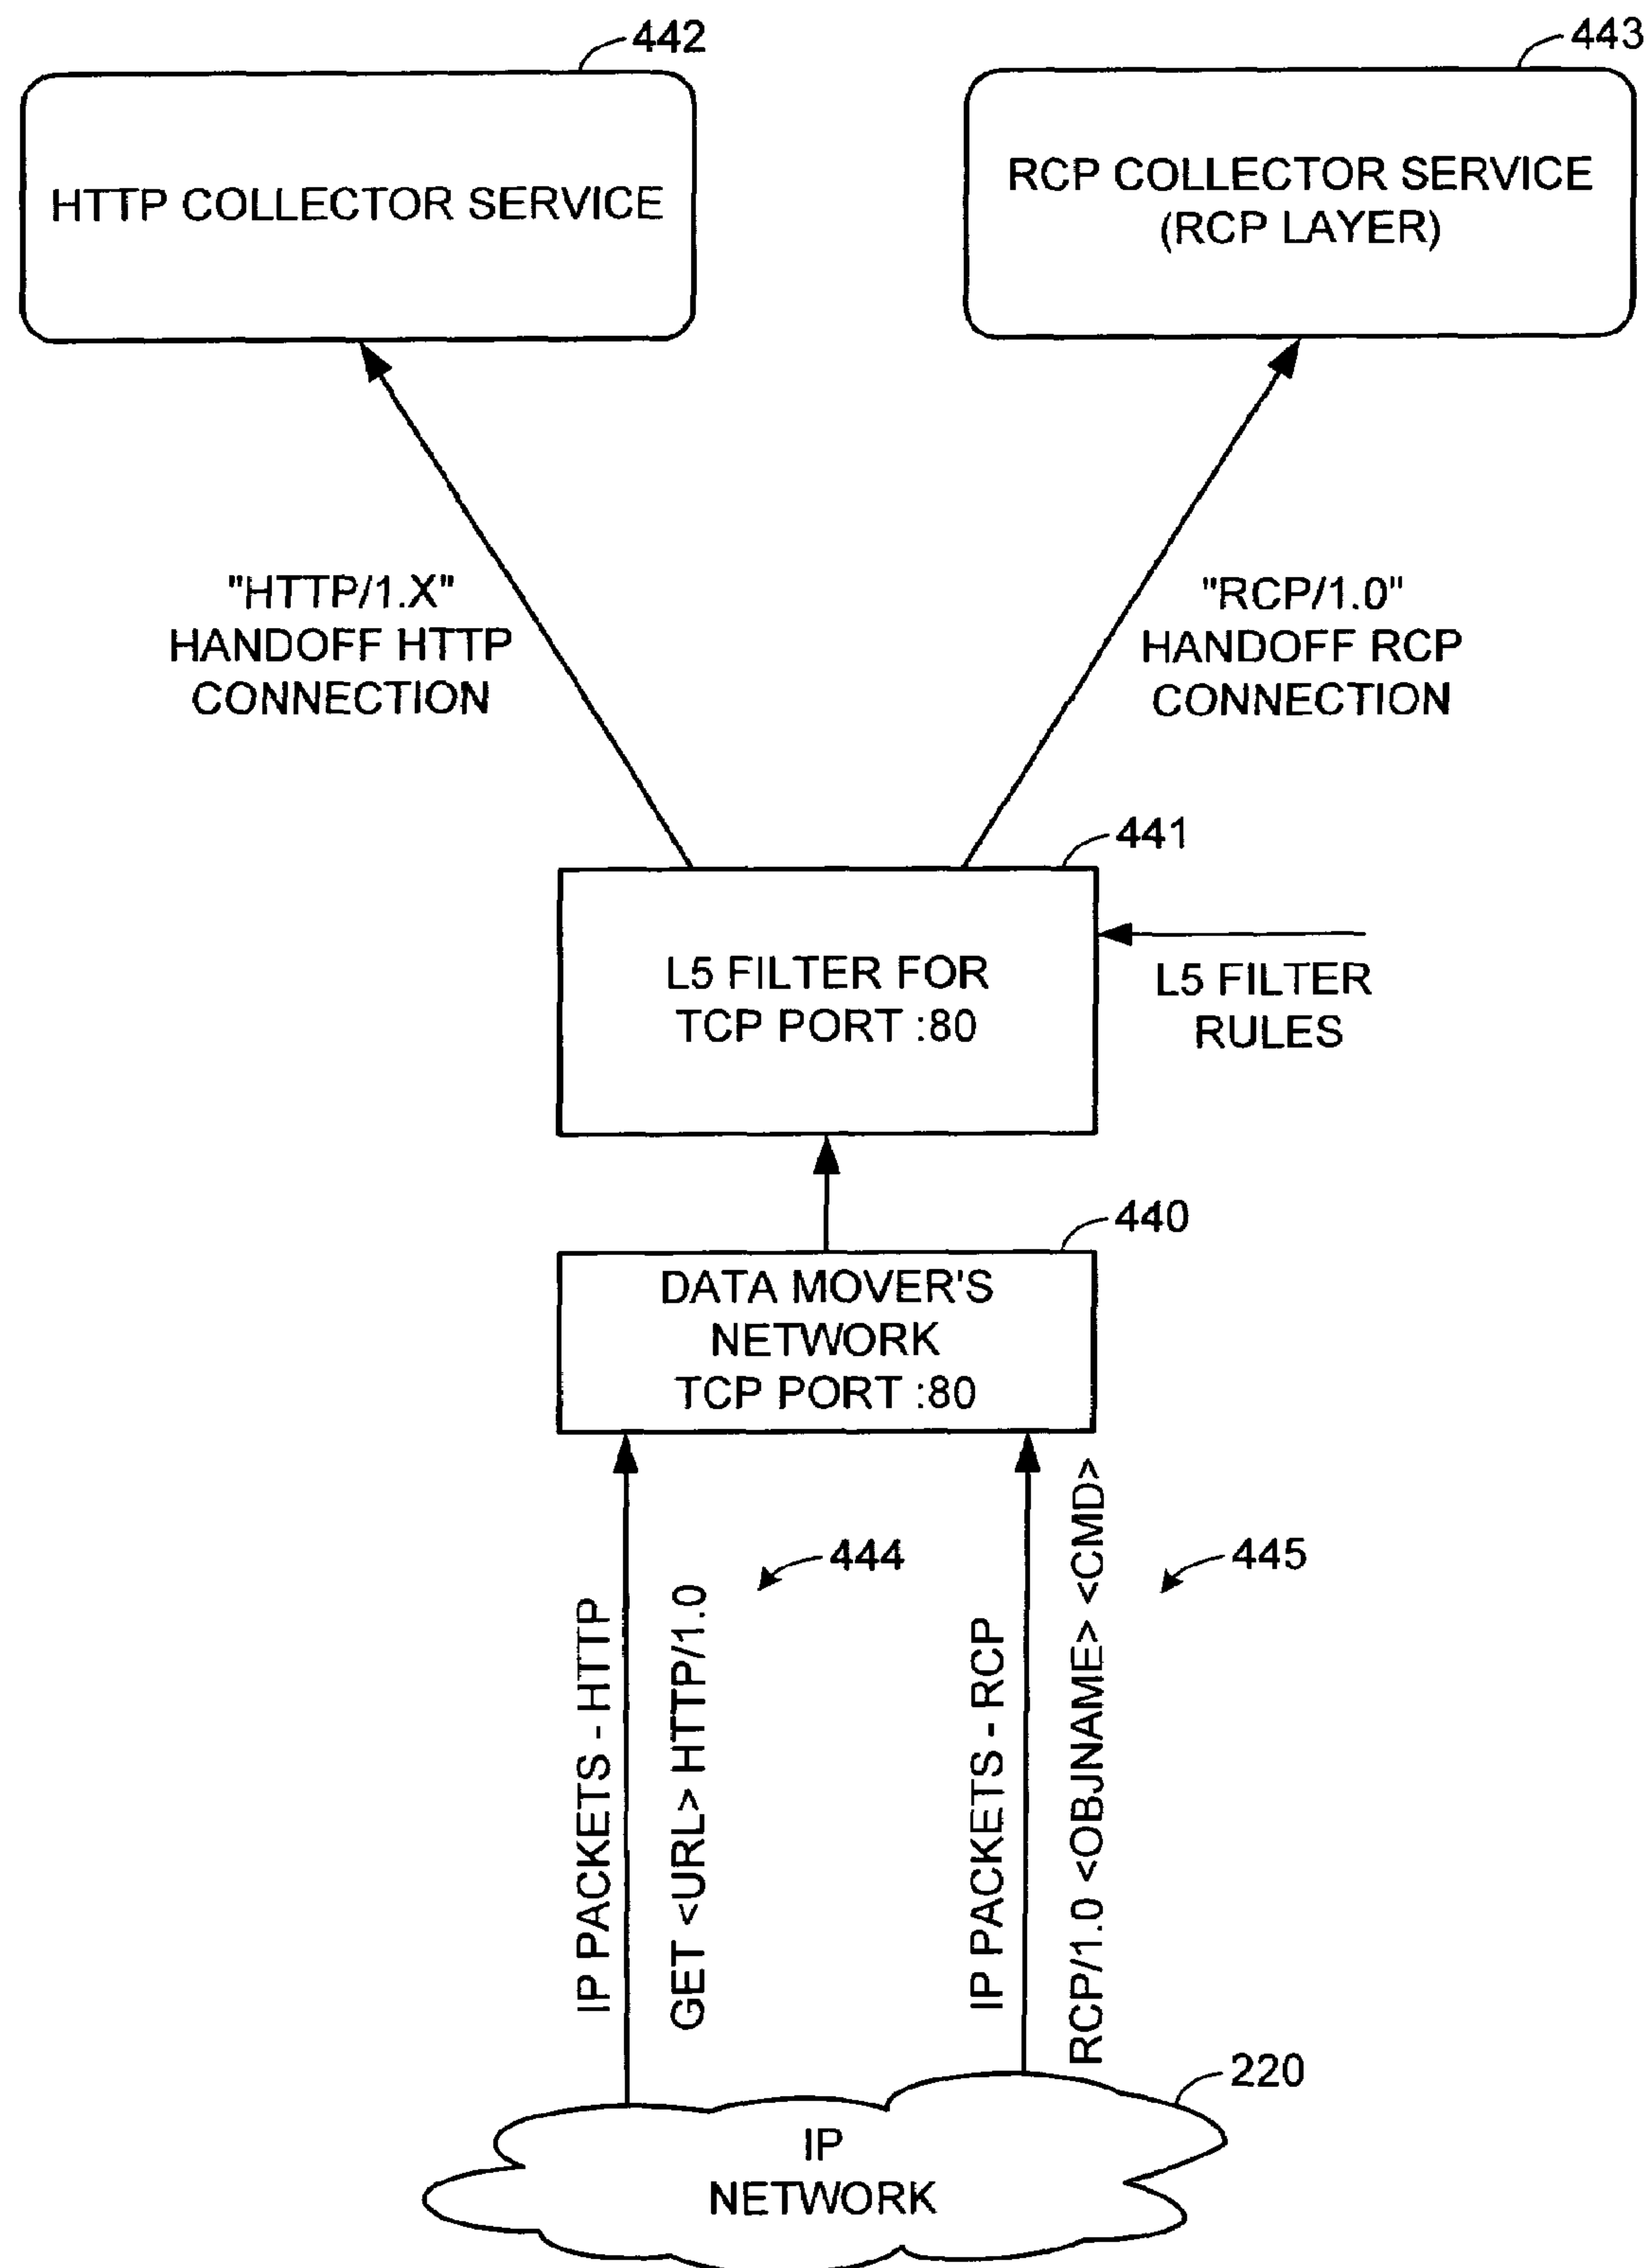 442
443
HTTP COLLECTOR SERVICE
RCP COLLECTOR SERVICE
(RCP LAYER)
"HTTP/1.X"
HANDOFF HTTP
CONNECTION
"RCP/1.0"
HANDOFF RCP
CONNECTION
441
L5 FILTER FOR
TCP PORT :80
L5 FILTER
RULES
440
DATA MOVER'S
NETWORK
TCP PORT :80
IP PACKETS - HTTP
GET <URL> HTTP/1.0
444
IP PACKETS - RCP
RCP/1.0 <OBJNAME> <CMD>
445
220
IP
NETWORK